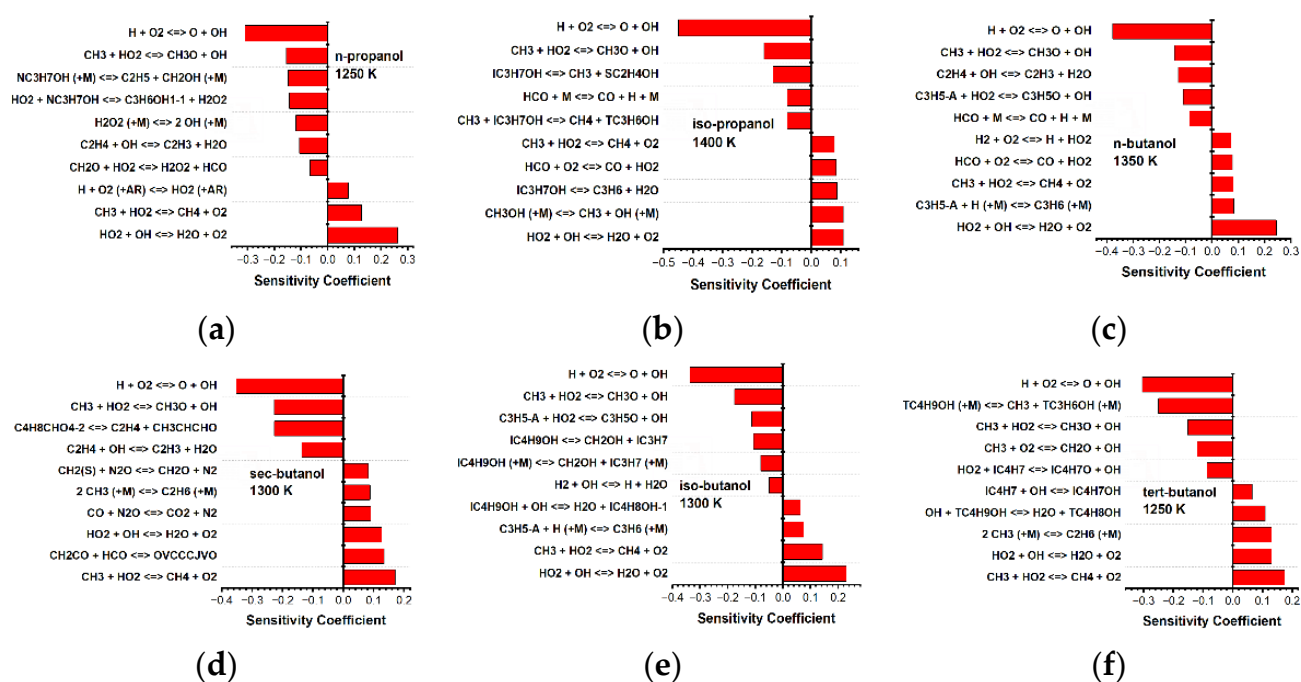 H + O2 <=> O + OH
CH3 + HO2 <=> CH3O + OH
NC3H7OH (+M) <=> C2H5 + CH2OH (+M)
HO2 + NC3H7OH <=> C3H6OH1-1 + H2O2
H2O2 (+M) <=> 2 OH (+M)
C2H4 + OH <=> C2H3 + H2O
CH2O + HO2 <=> H2O2 + HCO
H + O2 (+AR) <=> HO2 (+AR)
CH3 + HO2 <=> CH4 + O2
HO2 + OH <=> H2O + O2
n-propanol
1250 K
−0.3 −0.2 −0.1 0.0 0.1 0.2 0.3
Sensitivity Coefficient
(a)
H + O2 <=> O + OH
CH3 + HO2 <=> CH3O + OH
IC3H7OH <=> CH3 + SC2H4OH
HCO + M <=> CO + H + M
CH3 + IC3H7OH <=> CH4 + TC3H6OH
CH3 + HO2 <=> CH4 + O2
HCO + O2 <=> CO + HO2
IC3H7OH <=> C3H6 + H2O
CH3OH (+M) <=> CH3 + OH (+M)
HO2 + OH <=> H2O + O2
iso-propanol
1400 K
−0.5 −0.4 −0.3 −0.2 −0.1 0.0 0.1
Sensitivity Coefficient
(b)
H + O2 <=> O + OH
CH3 + HO2 <=> CH3O + OH
C2H4 + OH <=> C2H3 + H2O
C3H5-A + HO2 <=> C3H5O + OH
HCO + M <=> CO + H + M
H2 + O2 <=> H + HO2
HCO + O2 <=> CO + HO2
CH3 + HO2 <=> CH4 + O2
C3H5-A + H (+M) <=> C3H6 (+M)
HO2 + OH <=> H2O + O2
n-butanol
1350 K
−0.4 −0.3 −0.2 −0.1 0.0 0.1 0.2 0.3
Sensitivity Coefficient
(c)
H + O2 <=> O + OH
CH3 + HO2 <=> CH3O + OH
C4H8CHO4-2 <=> C2H4 + CH3CHCHO
C2H4 + OH <=> C2H3 + H2O
CH2(S) + N2O <=> CH2O + N2
2 CH3 (+M) <=> C2H6 (+M)
CO + N2O <=> CO2 + N2
HO2 + OH <=> H2O + O2
CH2CO + HCO <=> OVCCCJVO
CH3 + HO2 <=> CH4 + O2
sec-butanol
1300 K
−0.4 −0.3 −0.2 −0.1 0.0 0.1 0.2
Sensitivity Coefficient
(d)
H + O2 <=> O + OH
CH3 + HO2 <=> CH3O + OH
C3H5-A + HO2 <=> C3H5O + OH
IC4H9OH <=> CH2OH + IC3H7
IC4H9OH (+M) <=> CH2OH + IC3H7 (+M)
H2 + OH <=> H + H2O
IC4H9OH + OH <=> H2O + IC4H8OH-1
C3H5-A + H (+M) <=> C3H6 (+M)
CH3 + HO2 <=> CH4 + O2
HO2 + OH <=> H2O + O2
iso-butanol
1300 K
−0.3 −0.2 −0.1 0.0 0.1 0.2
Sensitivity Coefficient
(e)
H + O2 <=> O + OH
TC4H9OH (+M) <=> CH3 + TC3H6OH (+M)
CH3 + HO2 <=> CH3O + OH
CH3 + O2 <=> CH2O + OH
HO2 + IC4H7 <=> IC4H7O + OH
IC4H7 + OH <=> IC4H7OH
OH + TC4H9OH <=> H2O + TC4H8OH
2 CH3 (+M) <=> C2H6 (+M)
HO2 + OH <=> H2O + O2
CH3 + HO2 <=> CH4 + O2
tert-butanol
1250 K
−0.3 −0.2 −0.1 0.0 0.1 0.2
Sensitivity Coefficient
(f)